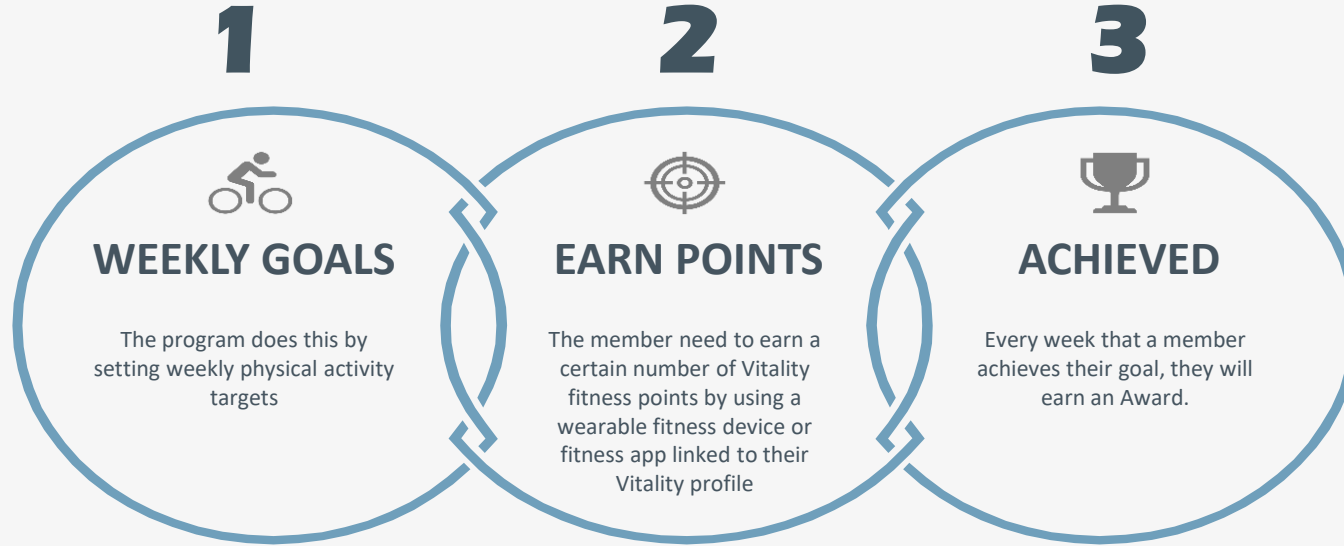 1
WEEKLY GOALS
The program does this by
setting weekly physical activity
targets
2
EARN POINTS
The member need to earn a
certain number of Vitality
fitness points by using a
wearable fitness device or
fitness app linked to their
Vitality profile
3
ACHIEVED
Every week that a member
achieves their goal, they will
earn an Award.